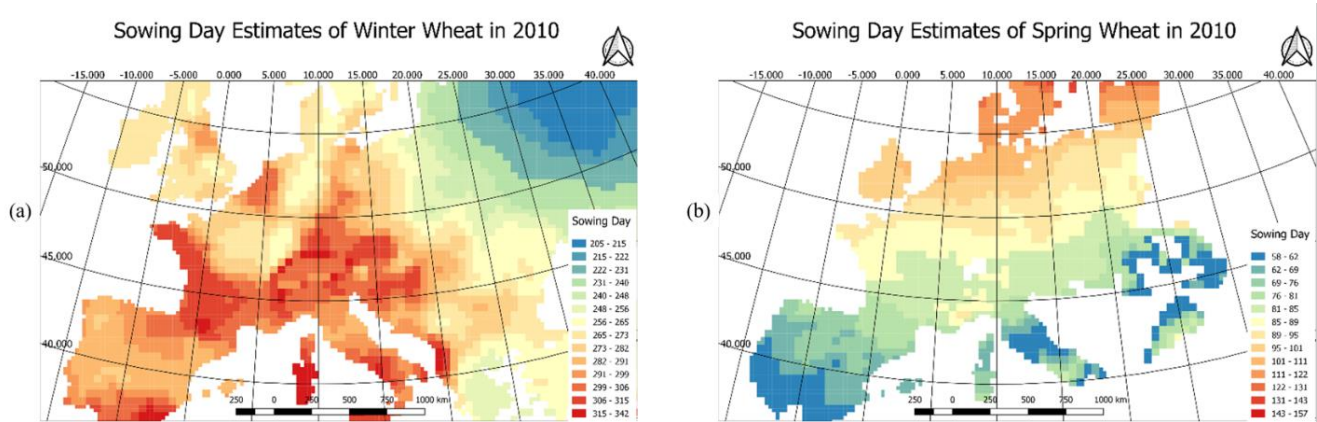 Sowing Day Estimates of Winter Wheat in 2010
-15.000 -10.000 -5.000 0.000 5.000 10.000 15.000 20.000 25.000 30.000 35.000 40.000
50.000
45.000
40.000
(a)
Sowing Day
205 - 215
215 - 222
222 - 231
231 - 240
240 - 248
248 - 256
256 - 265
265 - 273
273 - 282
282 - 291
291 - 299
299 - 306
306 - 315
315 - 342
250 0 250 500 750 1000 km
Sowing Day Estimates of Spring Wheat in 2010
-15.000 -10.000 -5.000 0.000 5.000 10.000 15.000 20.000 25.000 30.000 35.000 40.000
50.000
45.000
40.000
(b)
Sowing Day
58 - 62
62 - 69
69 - 76
76 - 81
81 - 85
85 - 89
89 - 95
95 - 101
101 - 111
111 - 122
122 - 131
131 - 143
143 - 157
250 0 250 500 750 1000 km